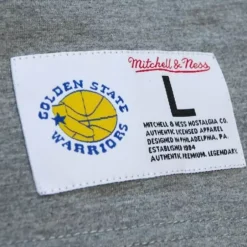 GOLDEN STATE
WARRIORS
Mitchell & Ness
L
MITCHELL & NESS NOSTALGIA CO.
AUTHENTIC LICENSED APPAREL
DESIGNED IN PHILADELPHIA, PA
ESTABLISHED 1904
AUTHENTIC. PREMIUM. LEGENDARY